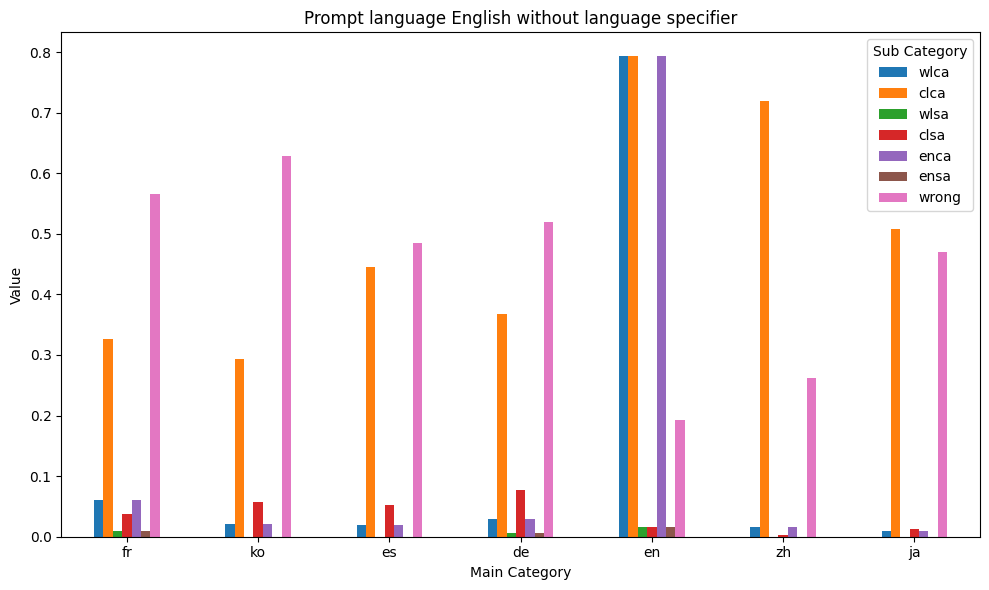 Prompt language English without language specifier
Value
0.8
0.7
0.6
0.5
0.4
0.3
0.2
0.1
0.0
Sub Category
wlca
clca
wlsa
clsa
enca
ensa
wrong
fr ko es de en zh ja
Main Category